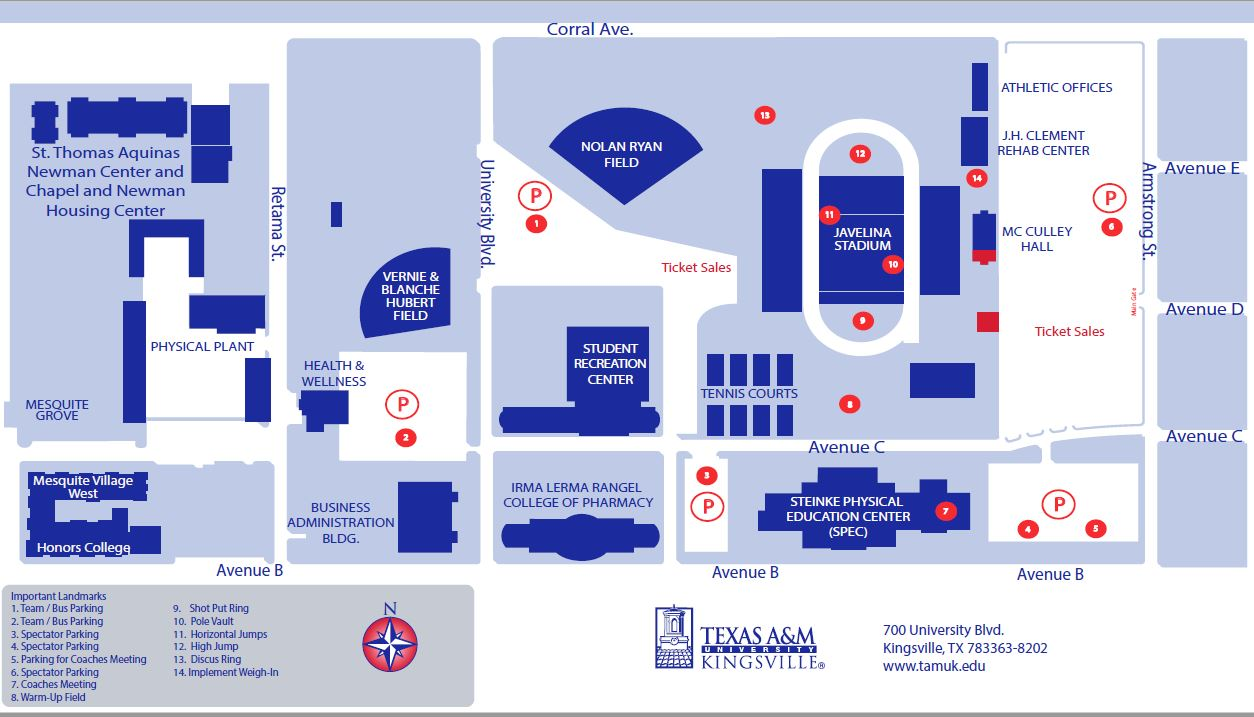 Corral Ave.
ATHLETIC OFFICES
13
J.H. CLEMENT
REHAB CENTER
NOLAN RYAN
FIELD
12
St. Thomas Aquinas
Newman Center and
Chapel and Newman
Housing Center
Avenue E
14
Retama St.
University Blvd.
Armstrong St.
P
1
P
6
11
JAVELINA
STADIUM
MC CULLEY
HALL
10
Ticket Sales
VERNIE &
BLANCHE
HUBERT
FIELD
Main Gate
Avenue D
9
Ticket Sales
PHYSICAL PLANT
STUDENT
RECREATION
CENTER
HEALTH &
WELLNESS
TENNIS COURTS
MESQUITE
GROVE
P
2
8
Avenue C
Avenue C
Mesquite Village
West
Honors College
BUSINESS
ADMINISTRATION
BLDG.
IRMA LERMA RANGEL
COLLEGE OF PHARMACY
3
P
STEINKE PHYSICAL
EDUCATION CENTER
(SPEC)
7
P
4
5
Avenue B
Avenue B
Avenue B
Important Landmarks
1. Team / Bus Parking
2. Team / Bus Parking
3. Spectator Parking
4. Spectator Parking
5. Parking for Coaches Meeting
6. Spectator Parking
7. Coaches Meeting
8. Warm-Up Field
9. Shot Put Ring
10. Pole Vault
11. Horizontal Jumps
12. High Jump
13. Discus Ring
14. Implement Weigh-In
N
TEXAS A&M
UNIVERSITY
KINGSVILLE®
700 University Blvd.
Kingsville, TX 783363-8202
www.tamuk.edu